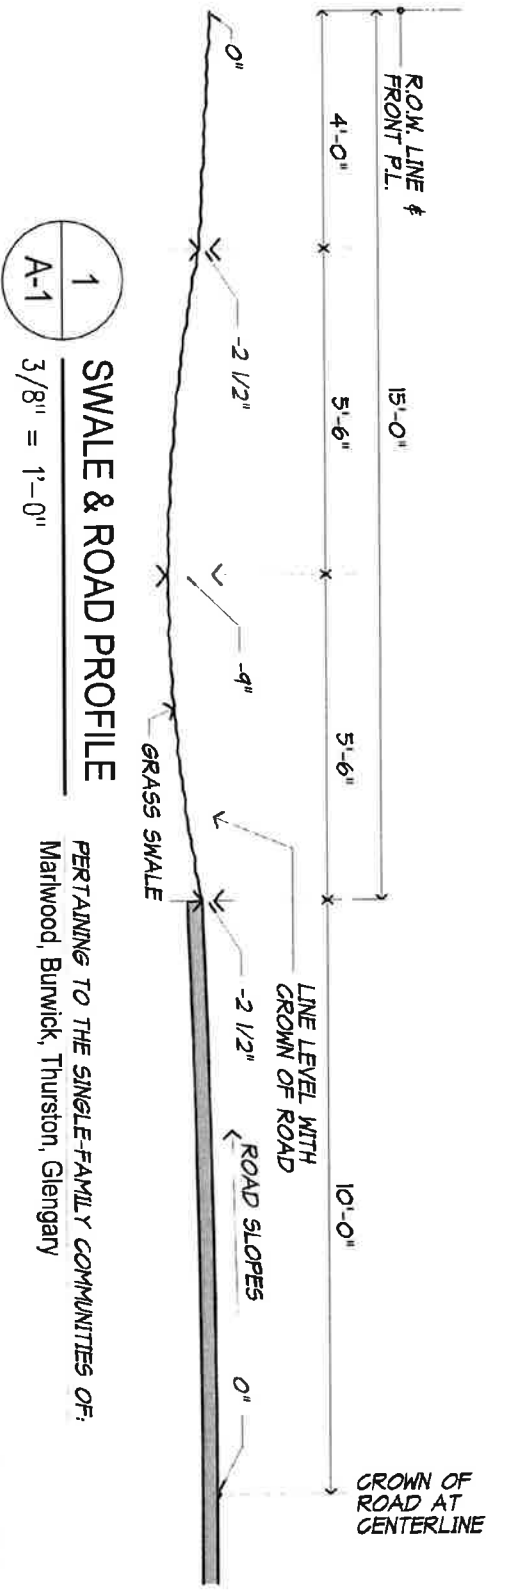 R.O.W. LINE &
FRONT P.L.
15'-0"
4'-0"
5'-6"
5'-6"
10'-0"
CROWN OF
ROAD AT
CENTERLINE
0"
-2 1/2"
-9"
LINE LEVEL WITH
CROWN OF ROAD
-2 1/2"
ROAD SLOPES
0"
GRASS SWALE
1
A-1
SWALE & ROAD PROFILE
3/8" = 1'-0"
PERTAINING TO THE SINGLE-FAMILY COMMUNITIES OF:
Marlwood, Burwick, Thurston, Glengary